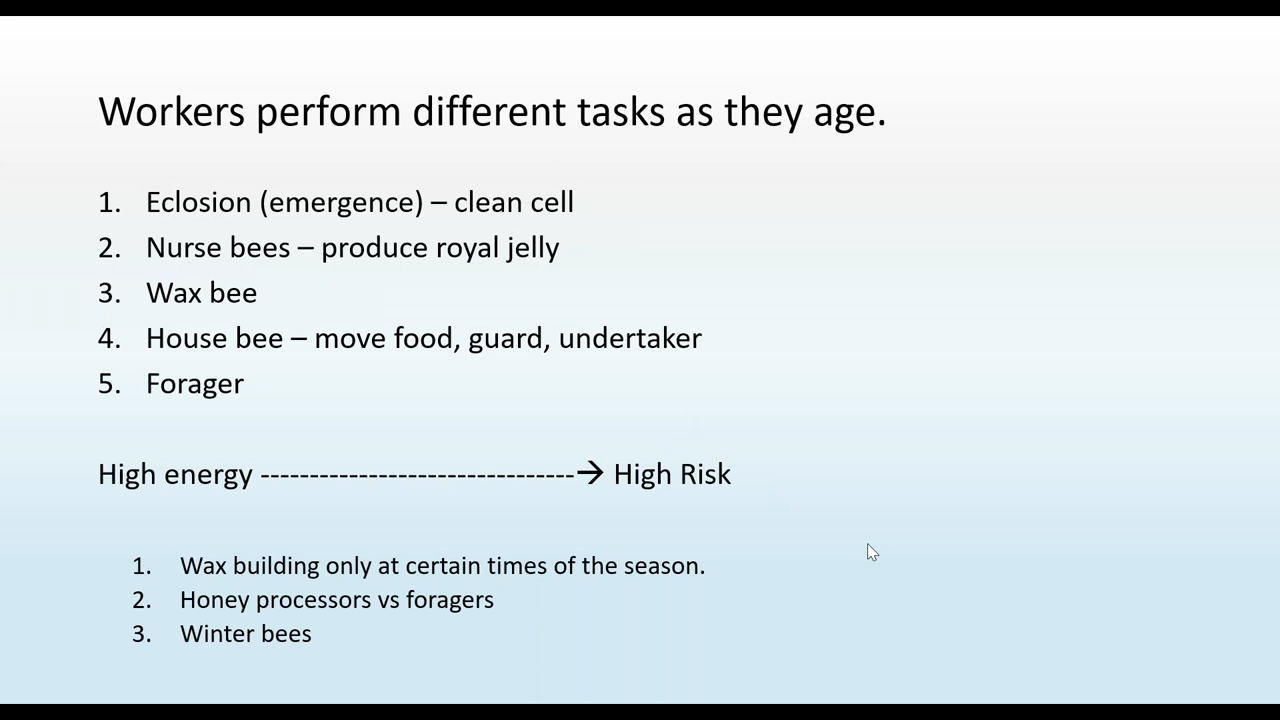 Workers perform different tasks as they age.
1. Eclosion (emergence) – clean cell
2. Nurse bees – produce royal jelly
3. Wax bee
4. House bee – move food, guard, undertaker
5. Forager
High energy --------------------------------→ High Risk
1. Wax building only at certain times of the season.
2. Honey processors vs foragers
3. Winter bees